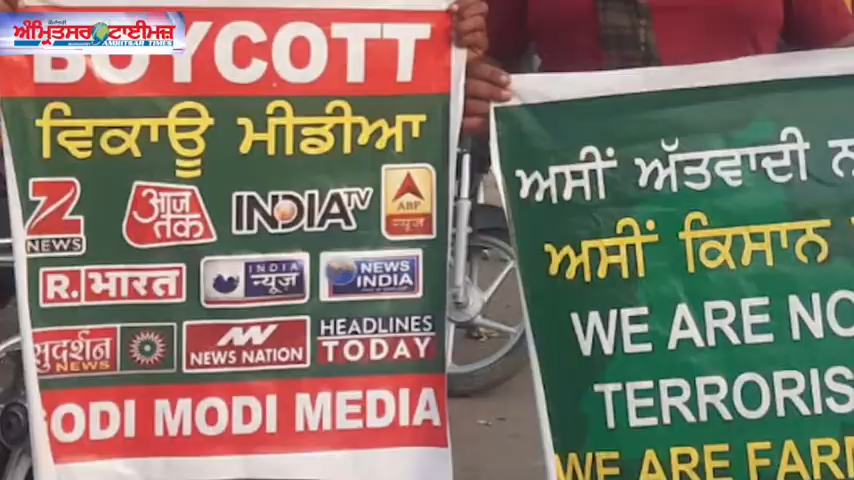 ਅੰਮ੍ਰਿਤਸਰ ਟਾਈਮਜ਼
AMRITSAR TIMES
BOYCOTT
ਵਿਕਾਊ ਮੀਡੀਆ
Z
NEWS
आज
तक
INDIA TV
ABP
न्यूज़
R. भारत
INDIA
न्यूज़
NEWS
INDIA
सुदर्शन
NEWS
NEWS NATION
HEADLINES
TODAY
GODI MODI MEDIA
ਅਸੀਂ ਅੱਤਵਾਦੀ
ਅਸੀਂ ਕਿਸਾਨ
WE ARE NO
TERRORIS
WE ARE FAR